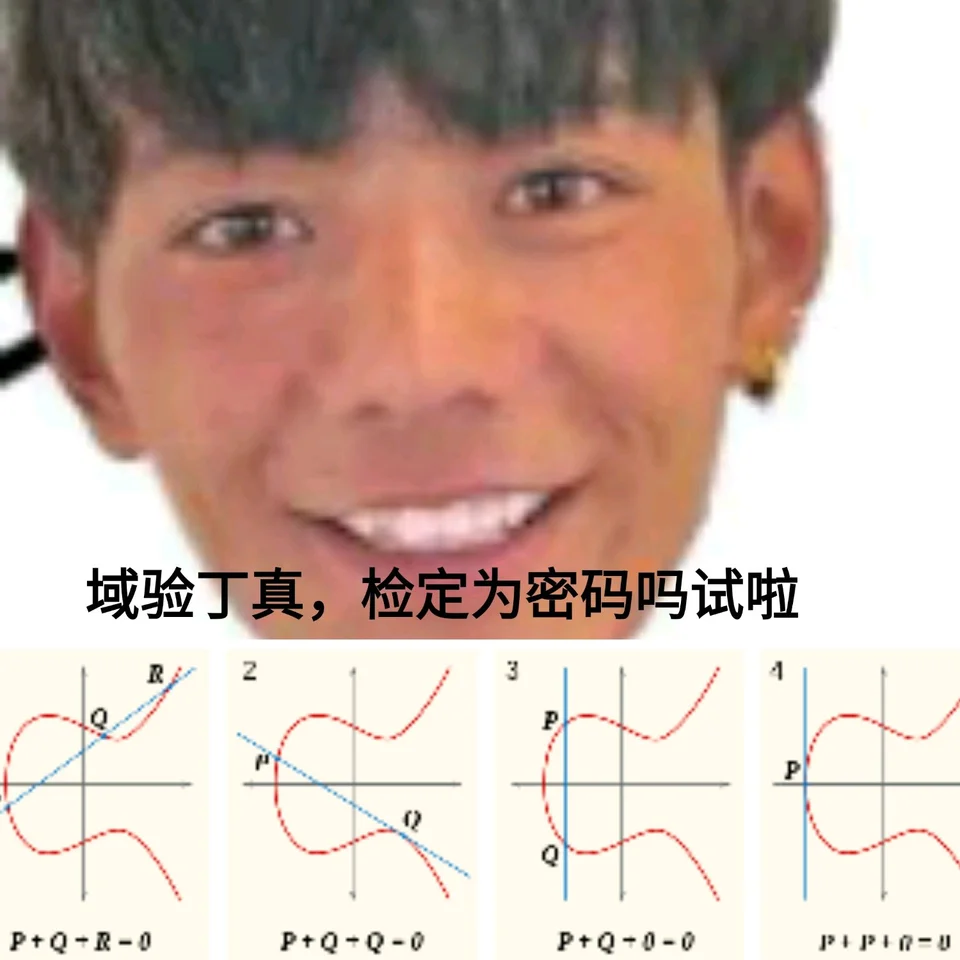 域验丁真，检定为密码吗试啦
R
Q
P + Q + R = 0
2
P
Q
P + Q + Q = 0
3
P
Q
P + Q + 0 = 0
4
P
P + P + 0 = 0